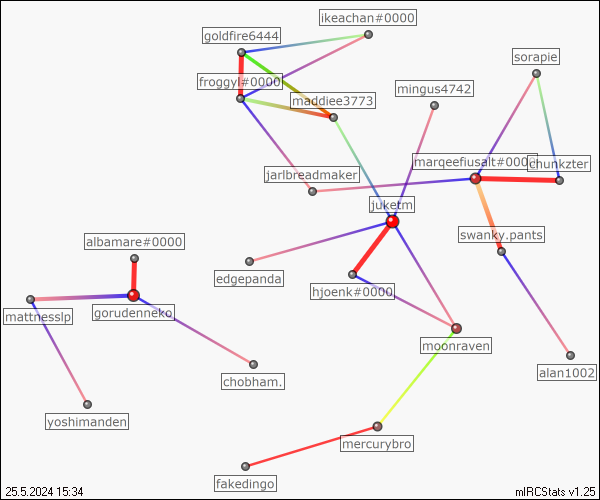 ikeachan#0000
goldfire6444
sorapie
froggyl#0000
mingus4742
maddiee3773
marqeefiusalt#000
chunkzter
jarlbreadmaker
juketm
swanky.pants
albamare#0000
edgepanda
hjoenk#0000
mattnesslp
gorudenneko
moonraven
alan1002
chobham.
yoshimanden
mercurybro
fakedingo
25.5.2024 15:34
mIRCStats v1.25